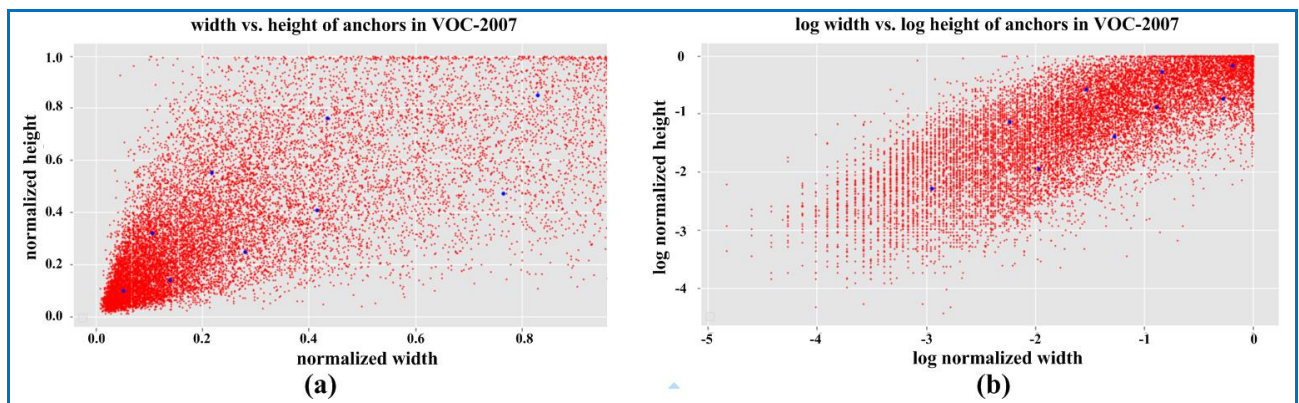 width vs. height of anchors in VOC-2007
1.0
0.8
0.6
0.4
0.2
0.0
normalized height
0.0 0.2 0.4 0.6 0.8
normalized width
(a)
log width vs. log height of anchors in VOC-2007
0
-1
-2
-3
-4
log normalized height
-5 -4 -3 -2 -1 0
log normalized width
(b)